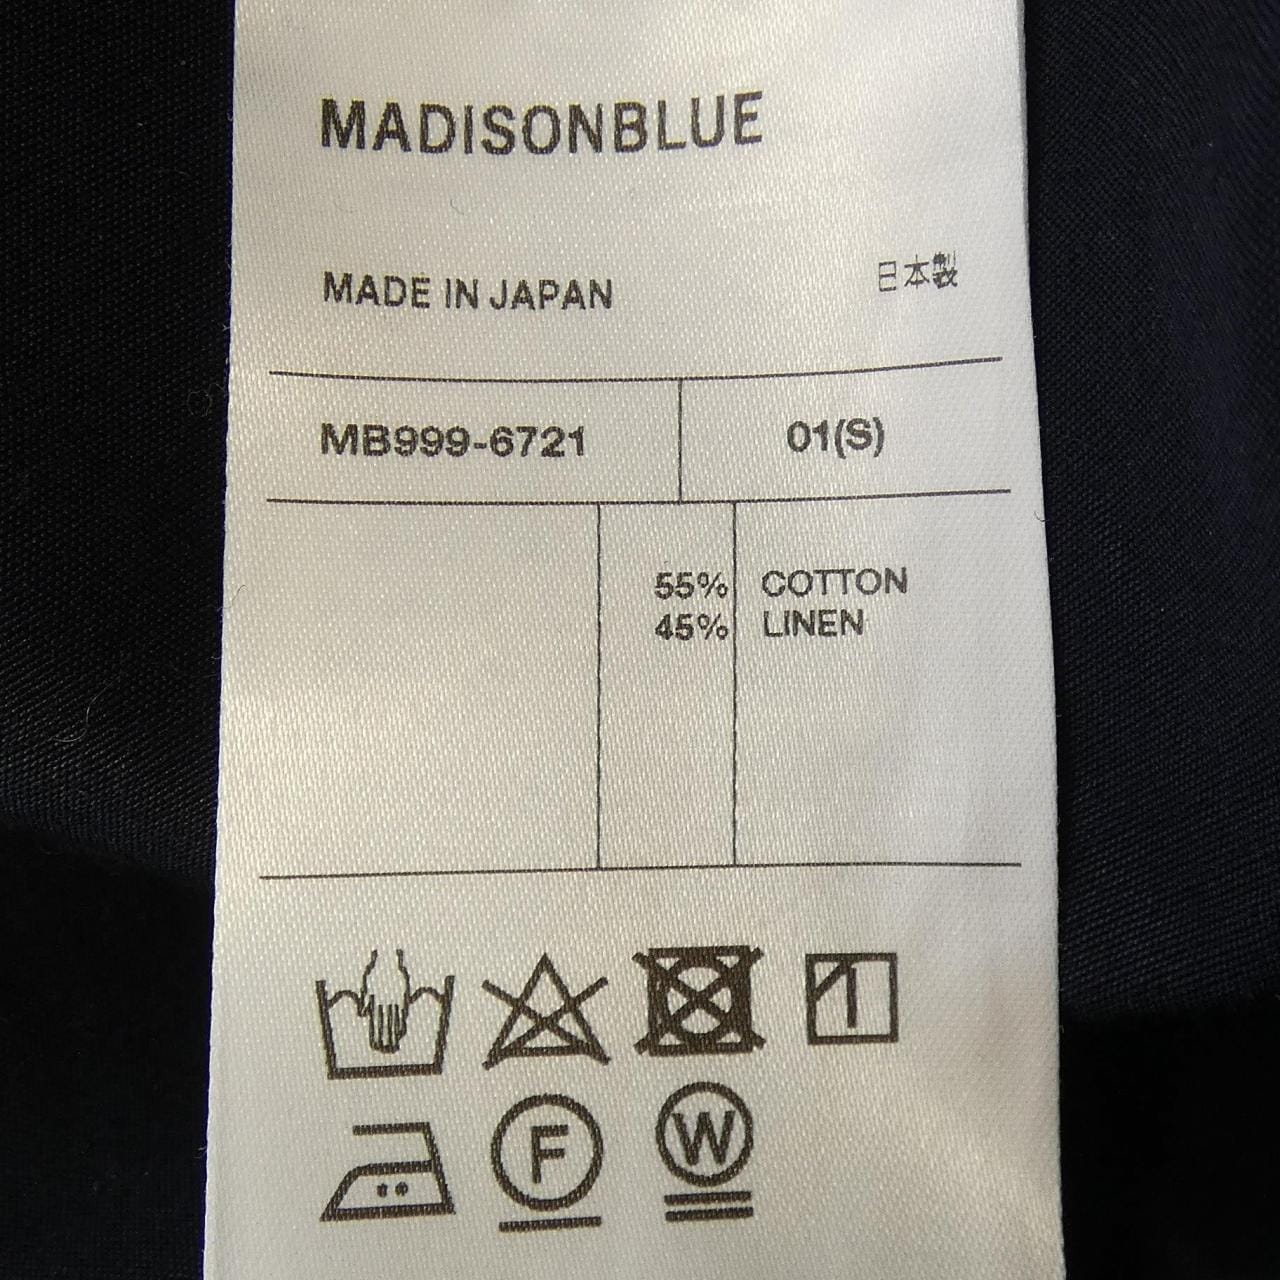 MADISONBLUE
MADE IN JAPAN 日本製
MB999-6721 01(S)
55% COTTON
45% LINEN
F W